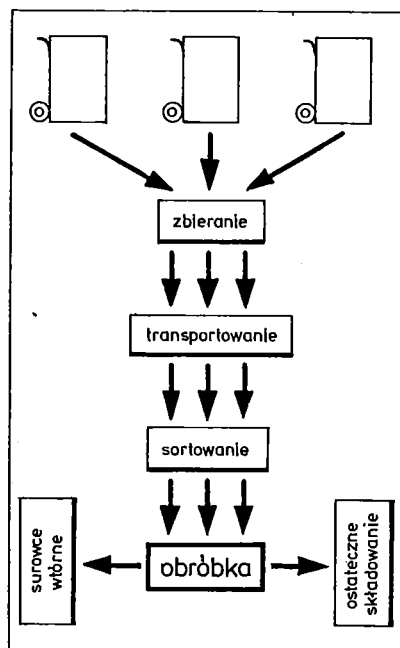 zbieranie
transportowanie
sortowanie
surowce
wtórne
obróbka
ostateczne
składowanie